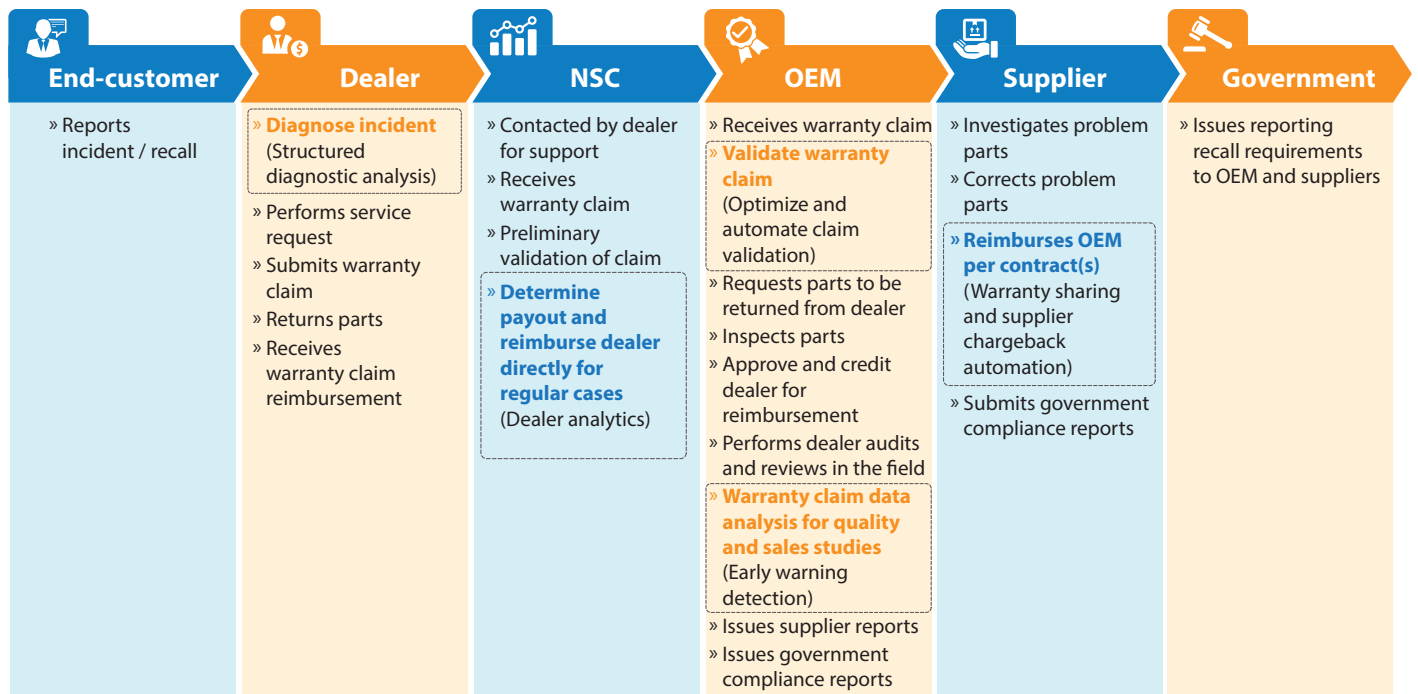 End-customer
» Reports
incident / recall
Dealer
» Diagnose incident
(Structured
diagnostic analysis)
» Performs service
request
» Submits warranty
claim
» Returns parts
» Receives
warranty claim
reimbursement
NSC
» Contacted by dealer
for support
» Receives
warranty claim
» Preliminary
validation of claim
» Determine
payout and
reimburse dealer
directly for
regular cases
(Dealer analytics)
OEM
» Receives warranty claim
» Validate warranty
claim
(Optimize and
automate claim
validation)
» Requests parts to be
returned from dealer
» Inspects parts
» Approve and credit
dealer for
reimbursement
» Performs dealer audits
and reviews in the field
» Warranty claim data
analysis for quality
and sales studies
(Early warning
detection)
» Issues supplier reports
» Issues government
compliance reports
Supplier
» Investigates problem
parts
» Corrects problem
parts
» Reimburses OEM
per contract(s)
(Warranty sharing
and supplier
chargeback
automation)
» Submits government
compliance reports
Government
» Issues reporting
recall requirements
to OEM and suppliers